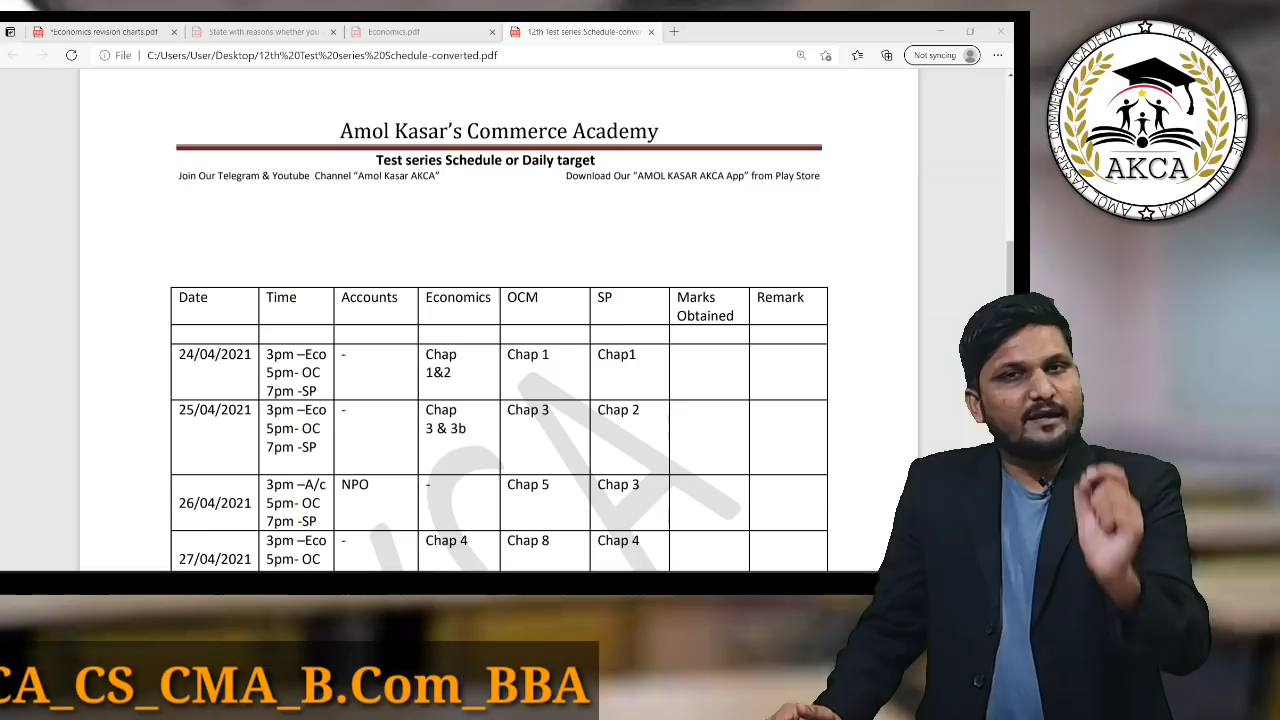 *Economics revision charts.pdf
State with reasons whether you
Economics.pdf
12th Test series Schedule-conver
File
C:/Users/User/Desktop/12th%20Test%20series%20Schedule-converted.pdf
Not syncing
Amol Kasar’s Commerce Academy
Test series Schedule or Daily target
Join Our Telegram & Youtube Channel “Amol Kasar AKCA”
Download Our “AMOL KASAR AKCA App” from Play Store
Date Time Accounts Economics OCM SP Marks Obtained Remark
24/04/2021 3pm –Eco - Chap Chap 1 Chap1
5pm- OC 1&2
7pm -SP
25/04/2021 3pm –Eco - Chap Chap 3 Chap 2
5pm- OC 3 & 3b
7pm -SP
3pm –A/c NPO - Chap 5 Chap 3
26/04/2021 5pm- OC
7pm -SP
3pm –Eco - Chap 4 Chap 8 Chap 4
27/04/2021 5pm- OC
AMOL KASAR'S COMMERCE ACADEMY
YES WE CAN & WE WILL
AKCA
AMOL KASAR'S AKCA
CA_CS_CMA_B.Com_BBA